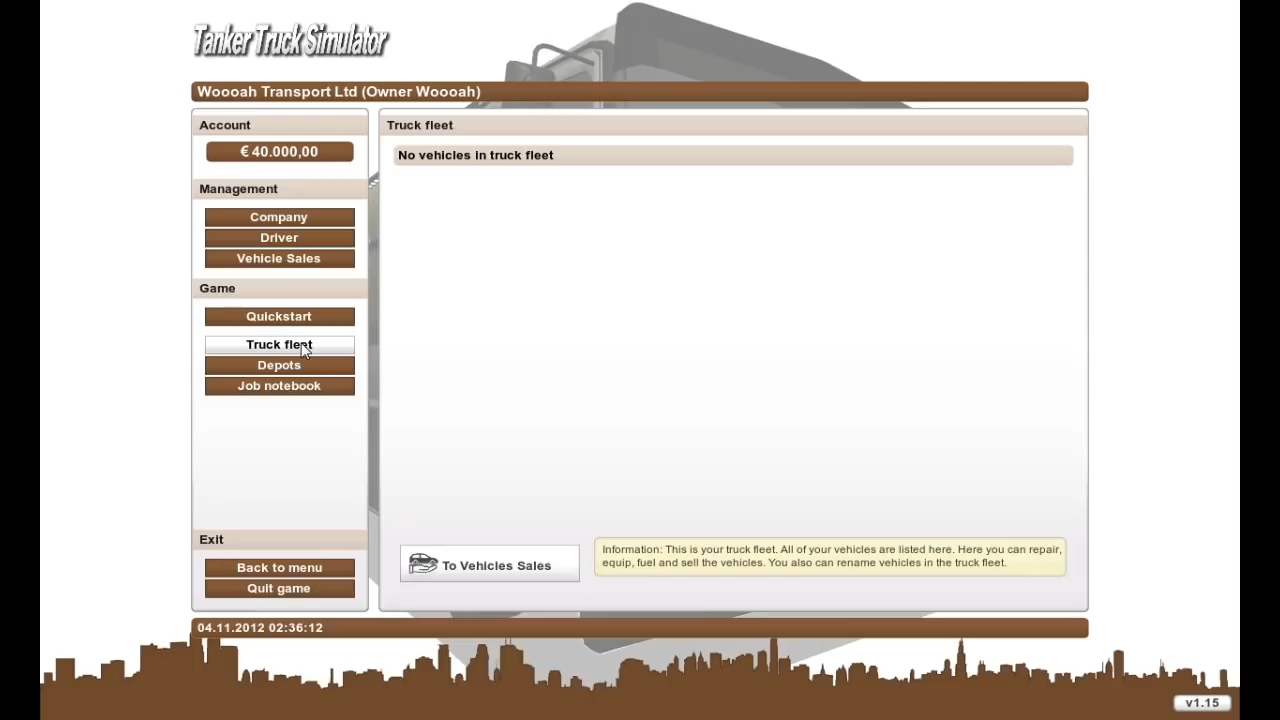 Tanker Truck Simulator
Woooah Transport Ltd (Owner Woooah)
Account
€ 40.000,00
Management
Company
Driver
Vehicle Sales
Game
Quickstart
Truck fleet
Depots
Job notebook
Exit
Back to menu
Quit game
Truck fleet
No vehicles in truck fleet
To Vehicles Sales
Information: This is your truck fleet. All of your vehicles are listed here. Here you can repair,
equip, fuel and sell the vehicles. You also can rename vehicles in the truck fleet.
04.11.2012 02:36:12
v1.15